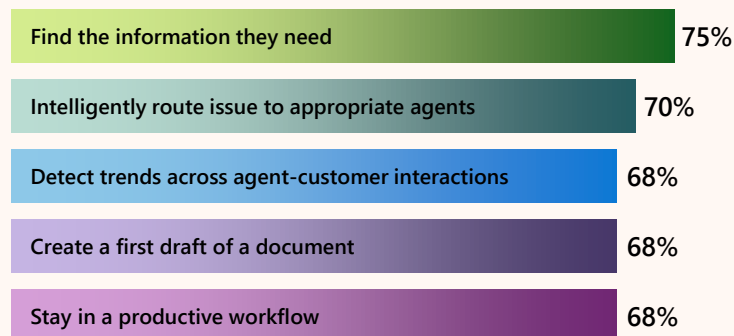 Find the information they need 75%
Intelligently route issue to appropriate agents 70%
Detect trends across agent-customer interactions 68%
Create a first draft of a document 68%
Stay in a productive workflow 68%